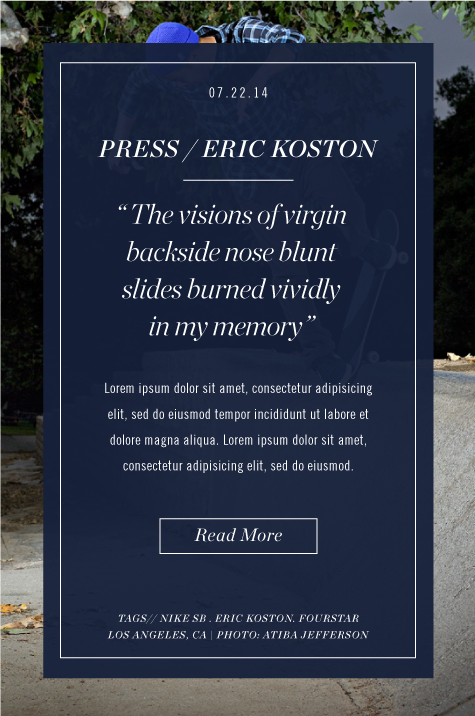 07.22.14
PRESS / ERIC KOSTON
“ The visions of virgin
backside nose blunt
slides burned vividly
in my memory”
Lorem ipsum dolor sit amet, consectetur adipisicing
elit, sed do eiusmod tempor incididunt ut labore et
dolore magna aliqua. Lorem ipsum dolor sit amet,
consectetur adipisicing elit, sed do eiusmod.
Read More
TAGS// NIKE SB . ERIC KOSTON. FOURSTAR
LOS ANGELES, CA | PHOTO: ATIBA JEFFERSON